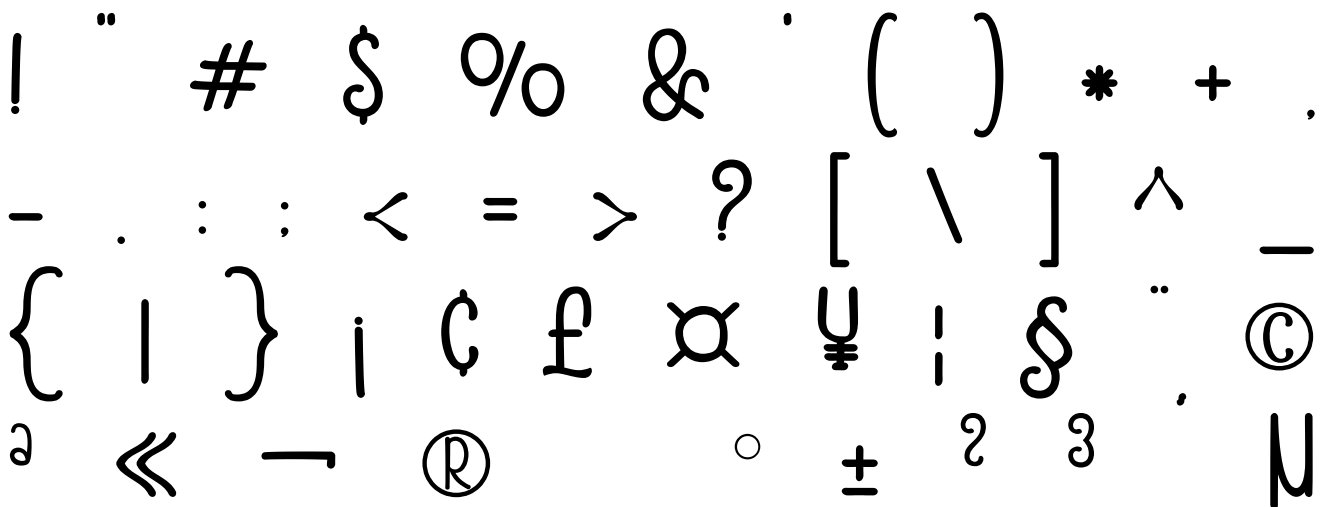 ! " # $ % & ' ( ) * + ,
- . : ; < = > ? [ \ ] ^ _
{ | } ¡ ¢ £ ¤ ¥ ¦ § ¸ ¨ ©
ª « ¬ ® ° ± ² ³ µ